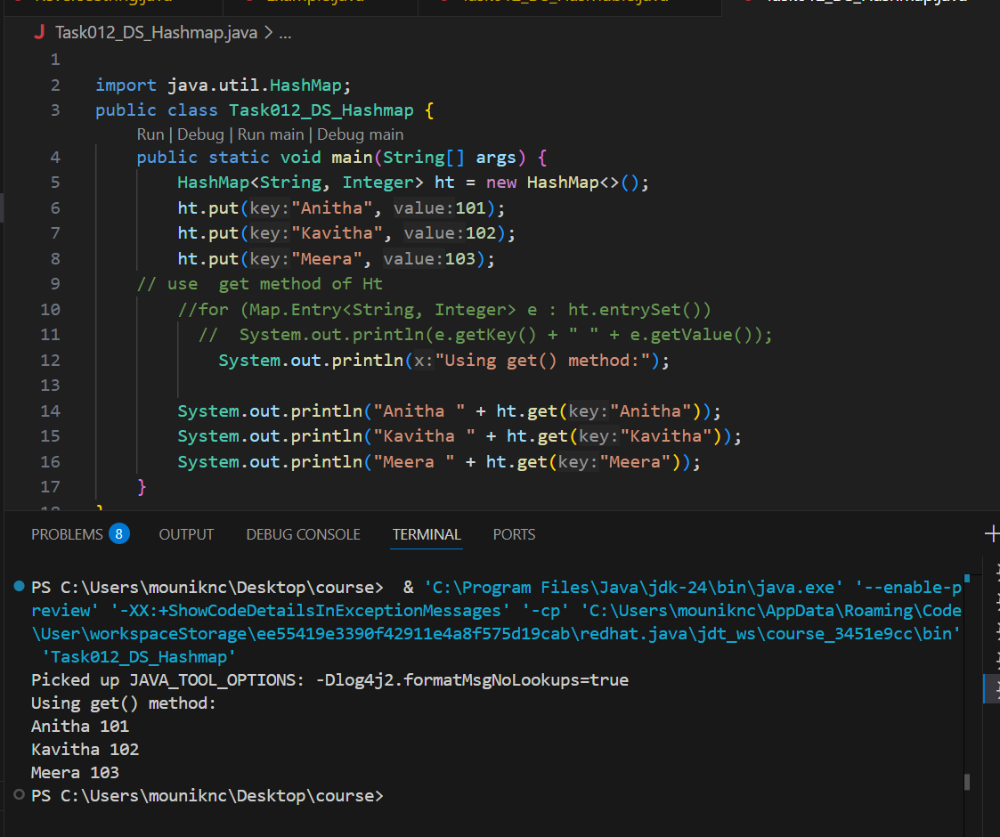 Task012_DS_Hashmap.java > ...
1
2 import java.util.HashMap;
3 public class Task012_DS_Hashmap {
Run | Debug | Run main | Debug main
4 public static void main(String[] args) {
5 HashMap<String, Integer> ht = new HashMap<>();
6 ht.put(key:"Anitha", value:101);
7 ht.put(key:"Kavitha", value:102);
8 ht.put(key:"Meera", value:103);
9 // use  get method of Ht
10 //for (Map.Entry<String, Integer> e : ht.entrySet())
11 //  System.out.println(e.getKey() + " " + e.getValue());
12 System.out.println(x:"Using get() method:");
13
14 System.out.println("Anitha " + ht.get(key:"Anitha"));
15 System.out.println("Kavitha " + ht.get(key:"Kavitha"));
16 System.out.println("Meera " + ht.get(key:"Meera"));
17 }
PROBLEMS 8 OUTPUT DEBUG CONSOLE TERMINAL PORTS
PS C:\Users\mouniknc\Desktop\course>  & 'C:\Program Files\Java\jdk-24\bin\java.exe' '--enable-p
review' '-XX:+ShowCodeDetailsInExceptionMessages' '-cp' 'C:\Users\mouniknc\AppData\Roaming\Code
\User\workspaceStorage\ee55419e3390f42911e4a8f575d19cab\redhat.java\jdt_ws\course_3451e9cc\bin'
'Task012_DS_Hashmap'
Picked up JAVA_TOOL_OPTIONS: -Dlog4j2.formatMsgNoLookups=true
Using get() method:
Anitha 101
Kavitha 102
Meera 103
PS C:\Users\mouniknc\Desktop\course>